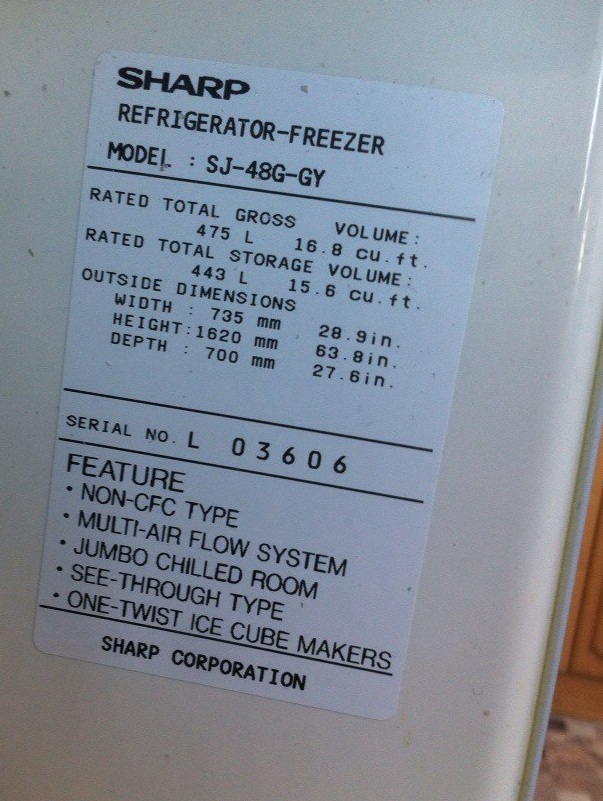 SHARP
REFRIGERATOR-FREEZER
MODEL : SJ-48G-GY
RATED TOTAL GROSS VOLUME:
475 L 16.8 cu.ft.
RATED TOTAL STORAGE VOLUME:
443 L 15.6 cu.ft.
OUTSIDE DIMENSIONS
WIDTH : 735 mm 28.9in.
HEIGHT:1620 mm 63.8in.
DEPTH : 700 mm 27.6in.
SERIAL NO. L 03606
FEATURE
• NON-CFC TYPE
• MULTI-AIR FLOW SYSTEM
• JUMBO CHILLED ROOM
• SEE-THROUGH TYPE
• ONE-TWIST ICE CUBE MAKERS
SHARP CORPORATION